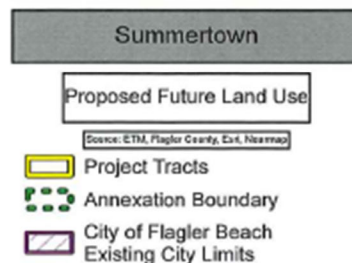 Summertown
Proposed Future Land Use
Source: ETM, Flagler County, Esri, Nearmap
Project Tracts
Annexation Boundary
City of Flagler Beach
Existing City Limits